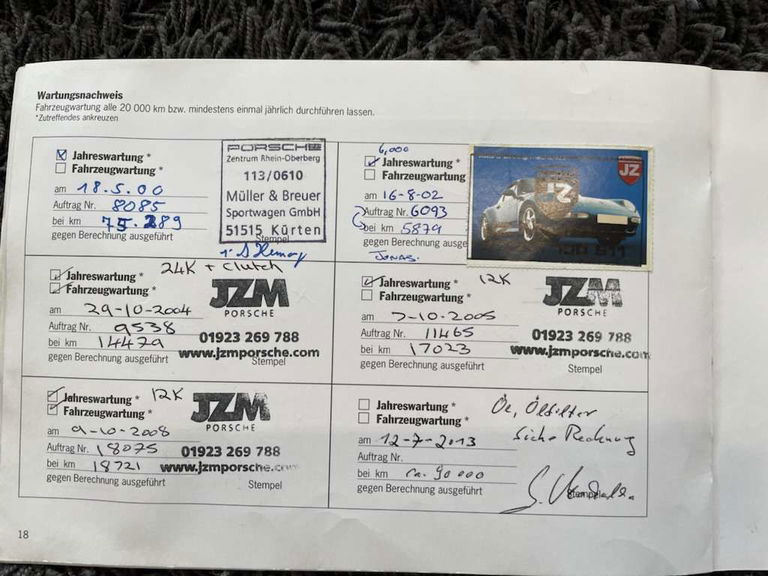 Wartungsnachweis
Fahrzeugwartung alle 20 000 km bzw. mindestens einmal jährlich durchführen lassen.
*Zutreffendes ankreuzen
Jahreswartung *
Fahrzeugwartung *
am 18.5.00
Auftrag Nr. 8085
bei km
gegen Berechnung ausgeführt
PORSCHE
Zentrum Rhein-Oberberg
113/0610
Müller & Breuer
Sportwagen GmbH
51515 Kürten
Stempel
6,000
Jahreswartung *
Fahrzeugwartung *
am 16-8-02
Auftrag Nr. 6093
bei km 5879
gegen Berechnung ausge
JONAS.
JZ
JZ
911
24K + Clutch
Jahreswartung *
Fahrzeugwartung *
am 29-10-2004
Auftrag Nr. 9538
bei km 14479
gegen Berechnung ausgeführt
JZM
PORSCHE
01923 269 788
www.jzmporsche.com
Stempel
12K
Jahreswartung *
Fahrzeugwartung *
am 7-10-2005
Auftrag Nr. 11465
bei km 17023
gegen Berechnung ausgeführt
JZM
PORSCHE
01923 269 788
www.jzmporsche.com
Stempel
12K
Jahreswartung *
Fahrzeugwartung *
am 9-10-2008
Auftrag Nr. 18075
bei km 18721
gegen Berechnung ausgeführt
JZM
PORSCHE
01923 269 788
www.jzmporsche.com
Stempel
Jahreswartung *
Fahrzeugwartung *
am 12-7-2013
Auftrag Nr.
bei km ca. 90 000
gegen Berechnung ausgeführt
Öl, Ölfilter
Siehe Rechnung
Stempel
18